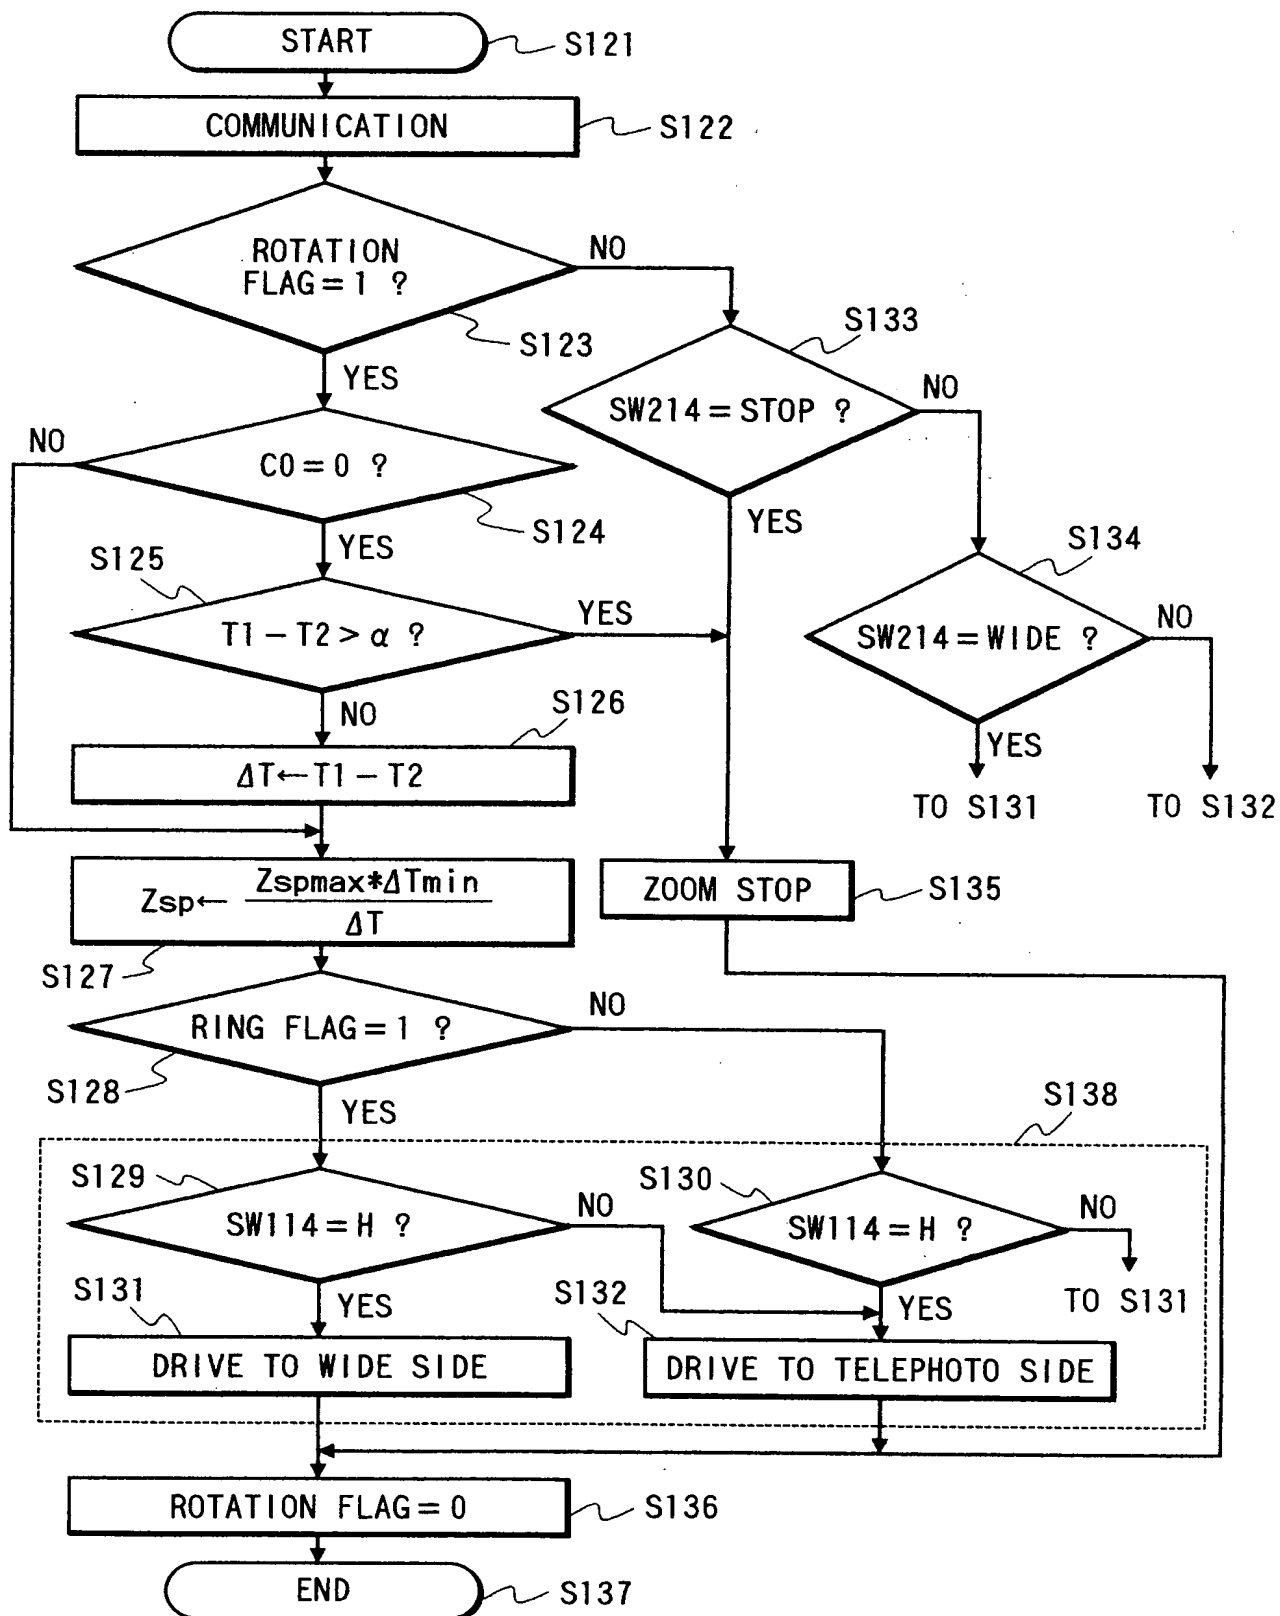 START
S121
COMMUNICATION
S122
ROTATION
FLAG=1 ?
NO
S123
YES
S133
SW214=STOP ?
NO
YES
NO
C0=0 ?
S124
YES
S125
T1-T2>α ?
YES
NO
S134
SW214=WIDE ?
NO
YES
TO S131
TO S132
S126
ΔT←T1-T2
Zsp← Zspmax*ΔTmin
ΔT
S127
ZOOM STOP
S135
RING FLAG=1 ?
NO
S128
YES
S138
S129
SW114=H ?
NO
YES
S130
SW114=H ?
NO
TO S131
YES
S131
DRIVE TO WIDE SIDE
S132
DRIVE TO TELEPHOTO SIDE
ROTATION FLAG=0
S136
END
S137